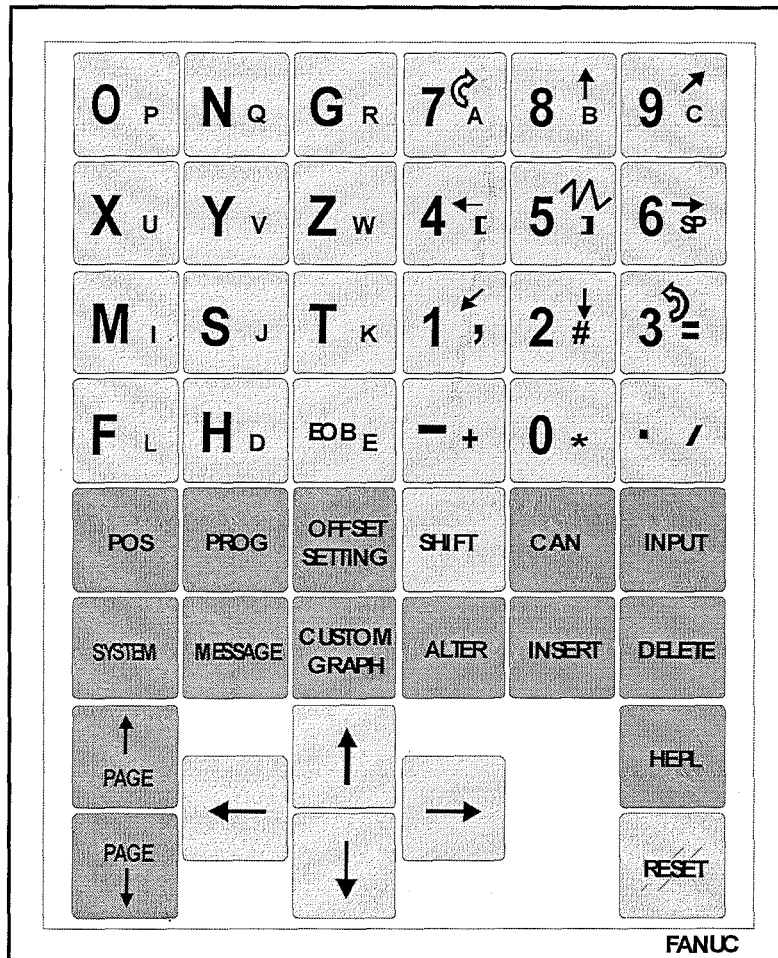 O P N Q G R 7 A 8 B 9 C
X U Y V Z W 4 [ 5 ] 6 SP
M I S J T K 1 , 2 # 3 =
F L H D EOB E - + 0 * . /
POS PROG OFFSET SETTING SHIFT CAN INPUT
SYSTEM MESSAGE CUSTOM GRAPH ALTER INSERT DELETE
PAGE HEPL
PAGE RESET
FANUC